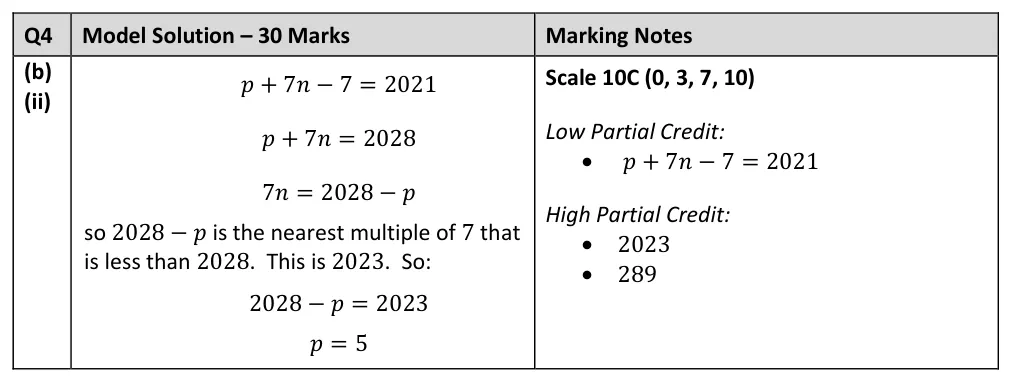 Q4 Model Solution – 30 Marks Marking Notes
(b)
(ii)
p + 7n − 7 = 2021
p + 7n = 2028
7n = 2028 − p
so 2028 − p is the nearest multiple of 7 that
is less than 2028. This is 2023. So:
2028 − p = 2023
p = 5
Scale 10C (0, 3, 7, 10)
Low Partial Credit:
• p + 7n − 7 = 2021
High Partial Credit:
• 2023
• 289